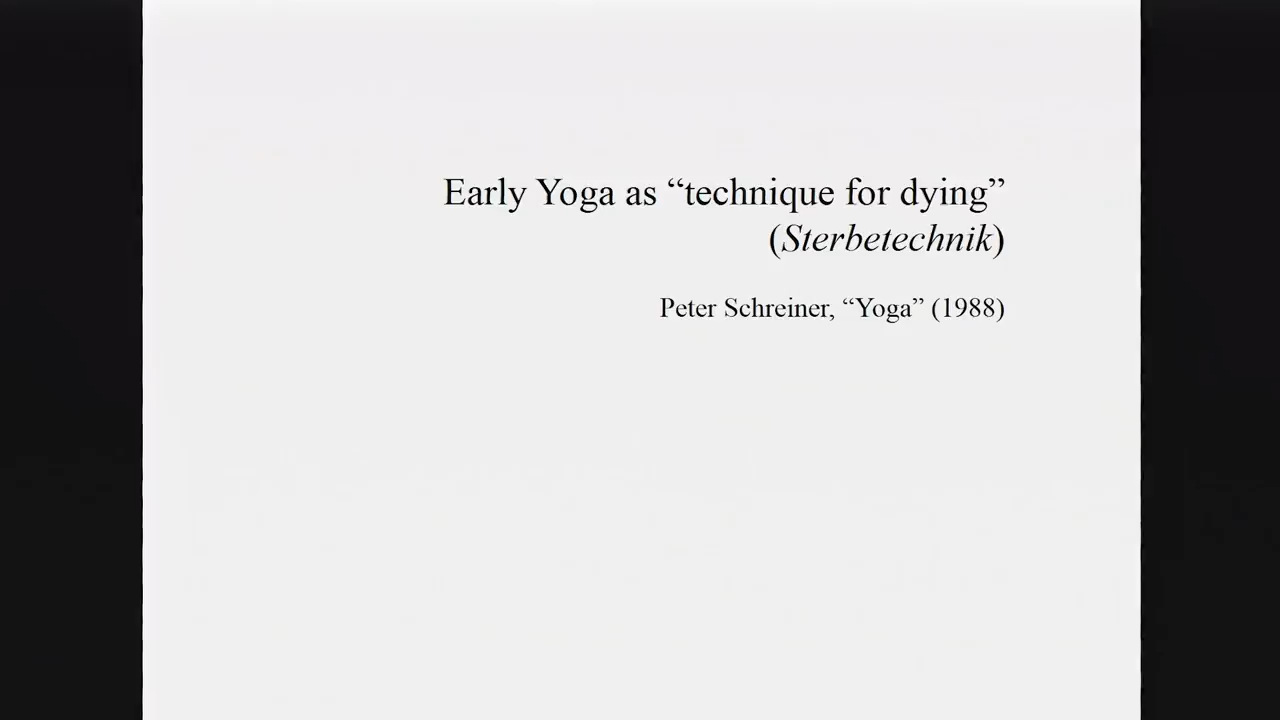 Early Yoga as “technique for dying”
(Sterbetechnik)
Peter Schreiner, “Yoga” (1988)